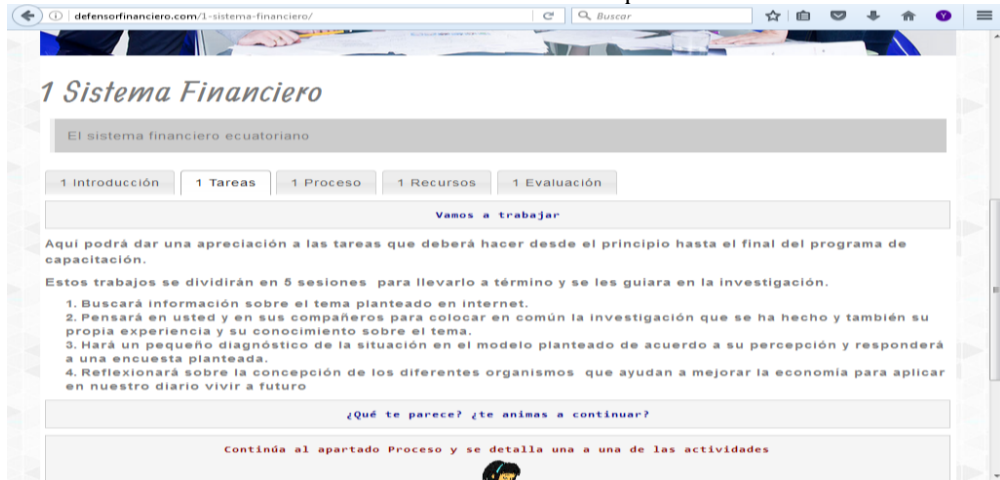 defensorfinanciero.com/1-sistema-financiero/
Buscar
1 Sistema Financiero
El sistema financiero ecuatoriano
1 Introducción
1 Tareas
1 Proceso
1 Recursos
1 Evaluación
Vamos a trabajar
Aquí podrá dar una apreciación a las tareas que deberá hacer desde el principio hasta el final del programa de
capacitación.
Estos trabajos se dividirán en 5 sesiones para llevarlo a término y se les guiara en la investigación.
1. Buscará información sobre el tema planteado en internet.
2. Pensará en usted y en sus compañeros para colocar en común la investigación que se ha hecho y también su
propia experiencia y su conocimiento sobre el tema.
3. Hará un pequeño diagnóstico de la situación en el modelo planteado de acuerdo a su percepción y responderá
a una encuesta planteada.
4. Reflexionará sobre la concepción de los diferentes organismos que ayudan a mejorar la economía para aplicar
en nuestro diario vivir a futuro
¿Qué te parece? ¿te animas a continuar?
Continúa al apartado Proceso y se detalla una a una de las actividades